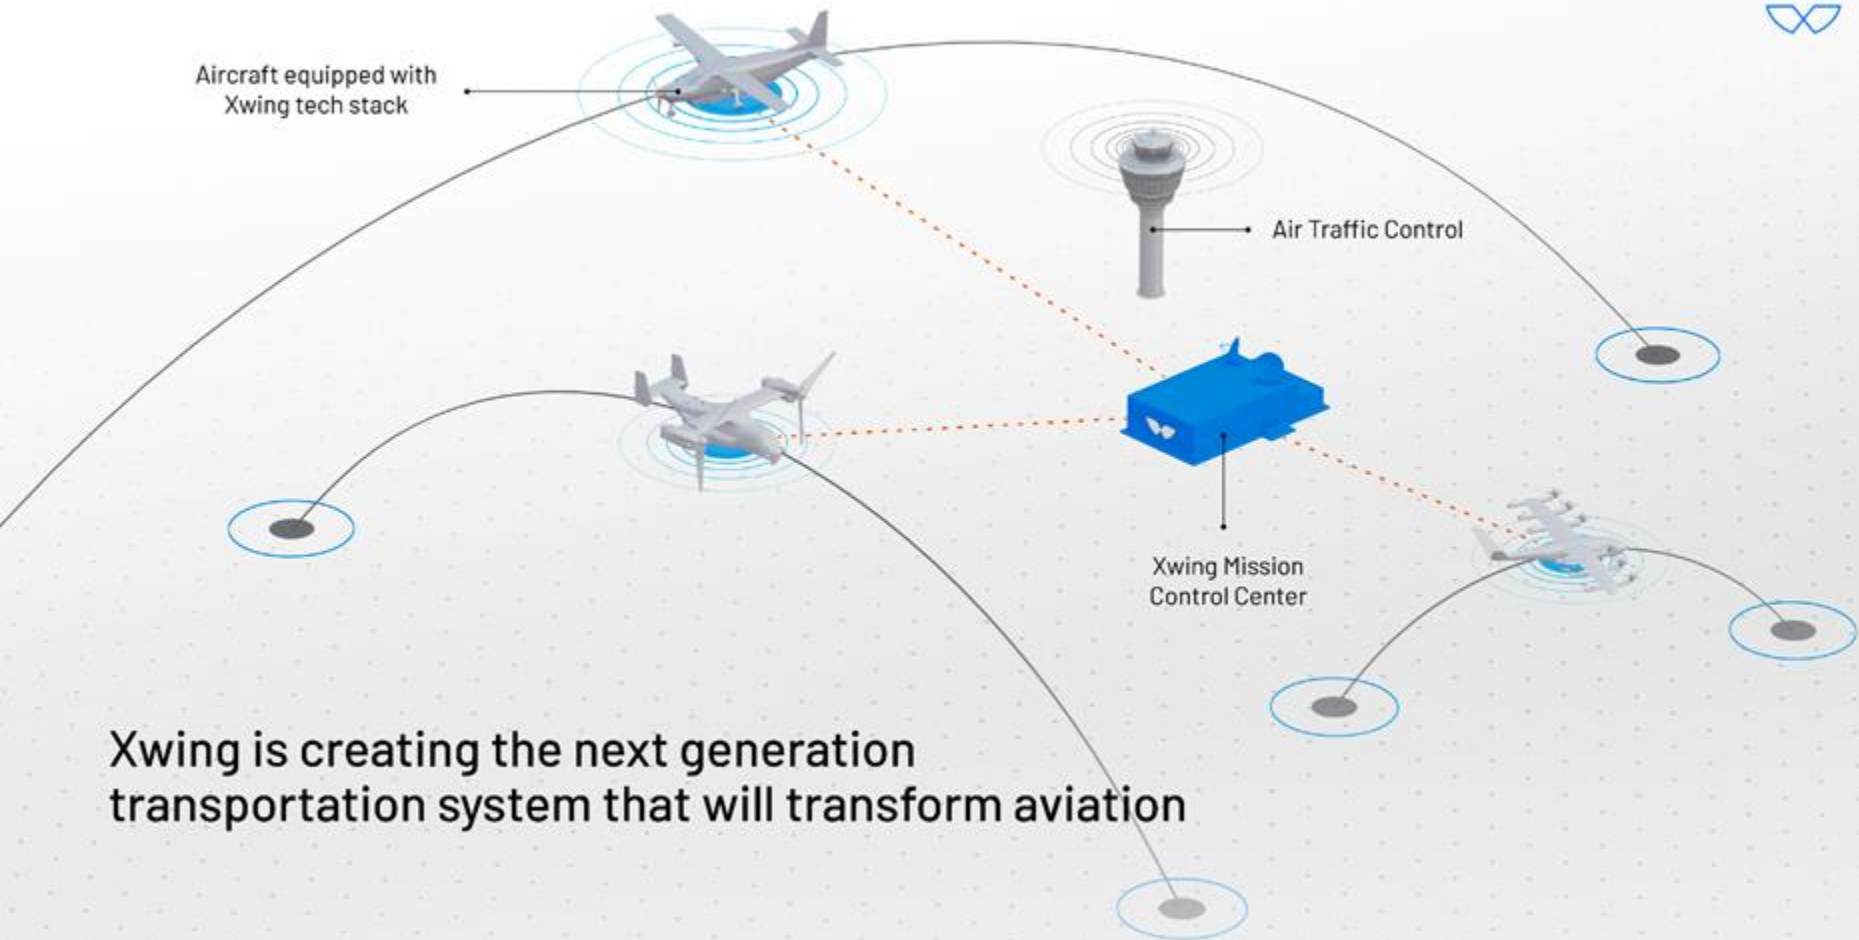 Aircraft equipped with
Xwing tech stack
Air Traffic Control
Xwing Mission
Control Center
Xwing is creating the next generation
transportation system that will transform aviation